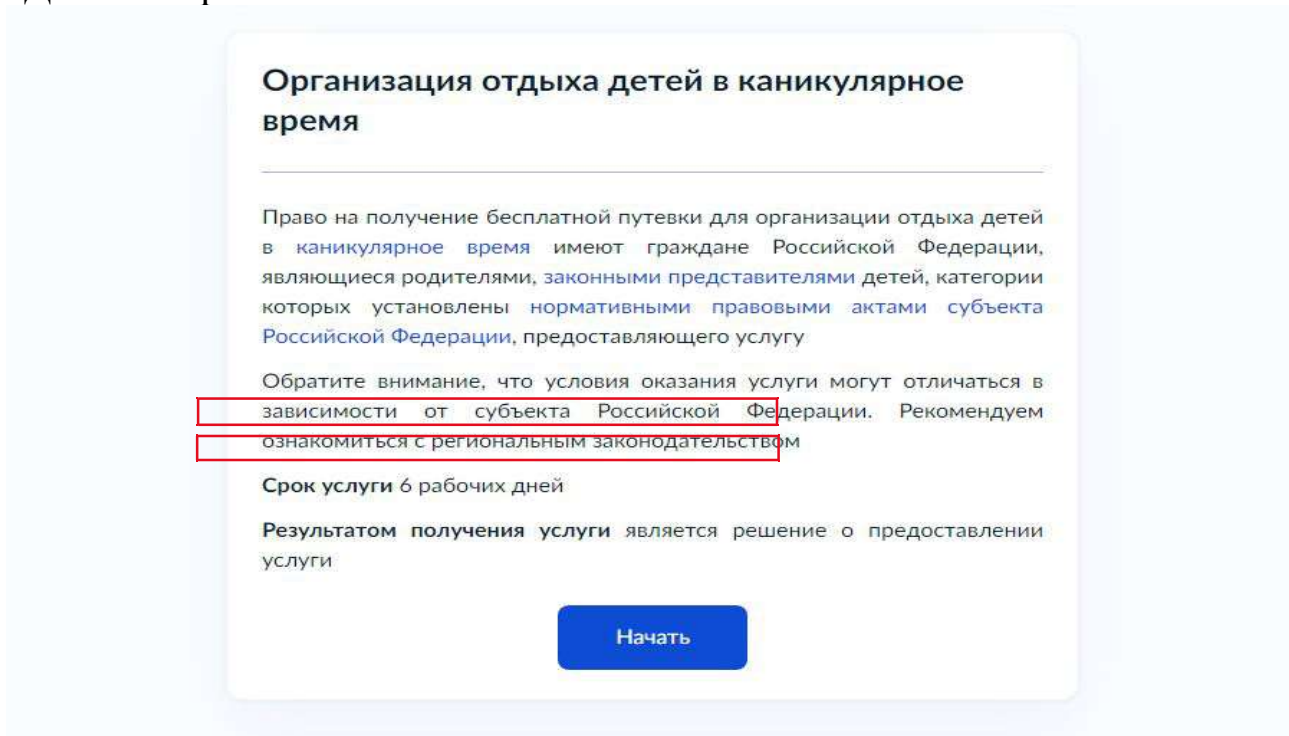 Организация отдыха детей в каникулярное
время
Право на получение бесплатной путевки для организации отдыха детей
в каникулярное время имеют граждане Российской Федерации,
являющиеся родителями, законными представителями детей, категории
которых установлены нормативными правовыми актами субъекта
Российской Федерации, предоставляющего услугу
Обратите внимание, что условия оказания услуги могут отличаться в
зависимости от субъекта Российской Федерации. Рекомендуем
ознакомиться с региональным законодательством
Срок услуги 6 рабочих дней
Результатом получения услуги является решение о предоставлении
услуги
Начать